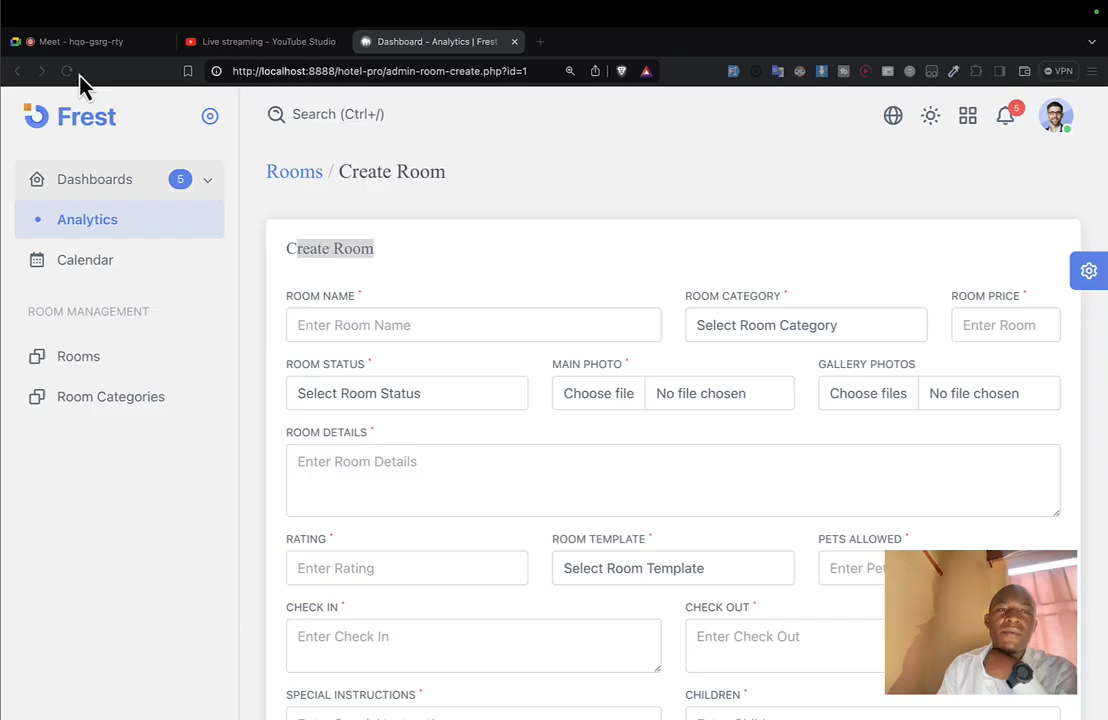 Meet - hqo-gsrg-rty
Live streaming - YouTube Studio
Dashboard - Analytics | Frest
http://localhost:8888/hotel-pro/admin-room-create.php?id=1
VPN
Frest
Search (Ctrl+/)
5
Dashboards
5
Analytics
Calendar
ROOM MANAGEMENT
Rooms
Room Categories
Rooms / Create Room
Create Room
ROOM NAME *
ROOM CATEGORY *
ROOM PRICE *
Enter Room Name
Select Room Category
Enter Room
ROOM STATUS *
MAIN PHOTO *
GALLERY PHOTOS
Select Room Status
Choose file
No file chosen
Choose files
No file chosen
ROOM DETAILS *
Enter Room Details
RATING *
ROOM TEMPLATE *
PETS ALLOWED *
Enter Rating
Select Room Template
Enter Pe
CHECK IN *
CHECK OUT *
Enter Check In
Enter Check Out
SPECIAL INSTRUCTIONS *
CHILDREN *